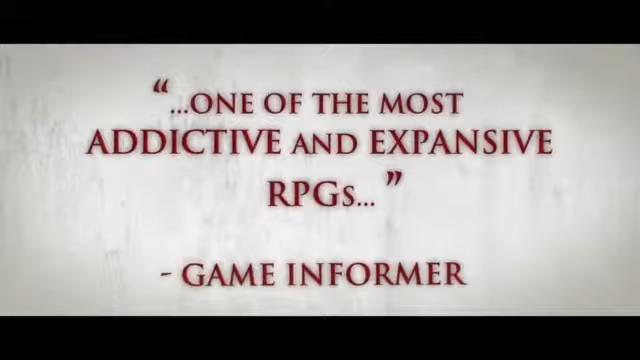 “...ONE OF THE MOST
ADDICTIVE AND EXPANSIVE
RPGs...”
- GAME INFORMER